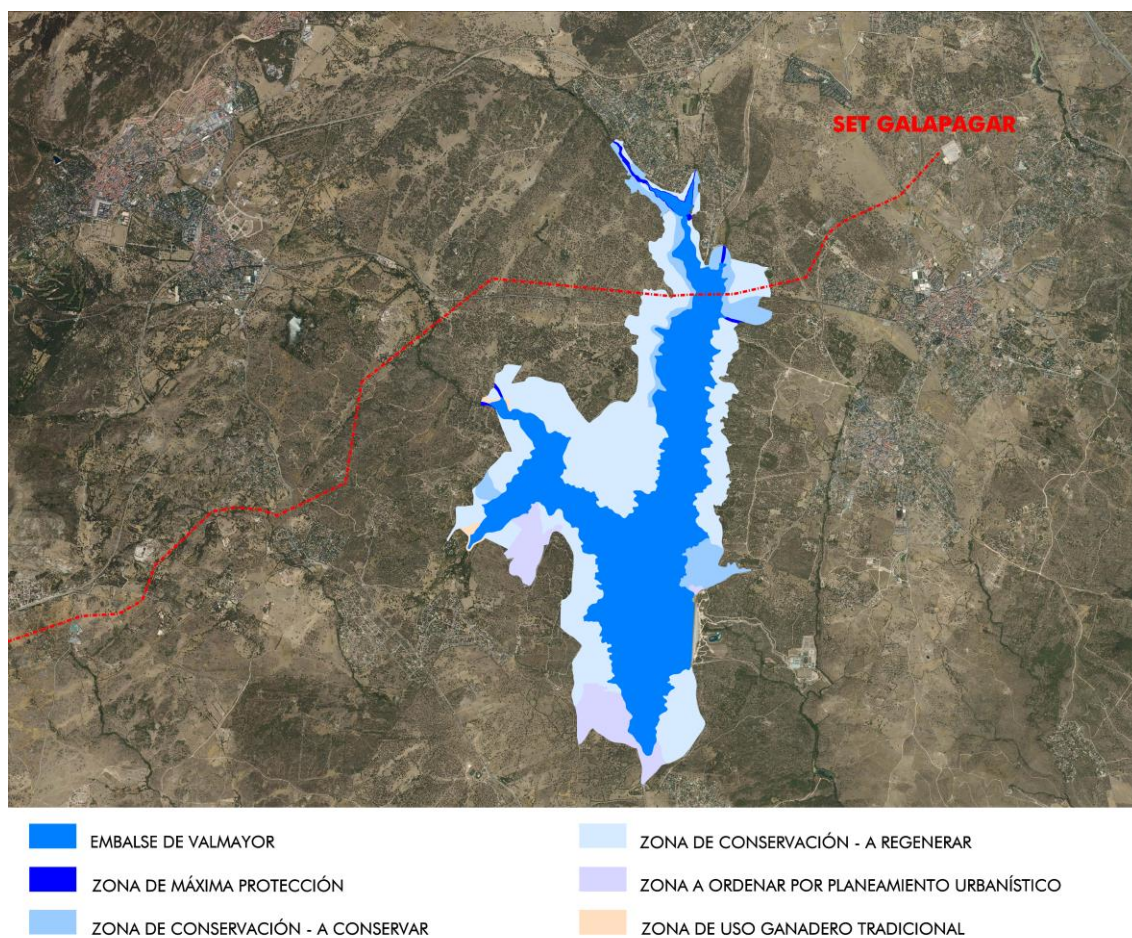 SET GALAPAGAR
EMBALSE DE VALMAYOR
ZONA DE MÁXIMA PROTECCIÓN
ZONA DE CONSERVACIÓN - A CONSERVAR
ZONA DE CONSERVACIÓN - A REGENERAR
ZONA A ORDENAR POR PLANEAMIENTO URBANÍSTICO
ZONA DE USO GANADERO TRADICIONAL